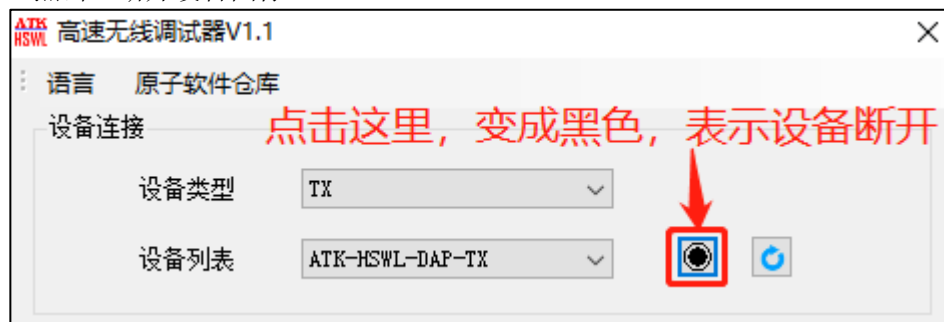 ATK
HSWL 高速无线调试器V1.1
语言 原子软件仓库
设备连接
点击这里，变成黑色，表示设备断开
设备类型 TX
设备列表 ATK-HSWL-DAP-TX